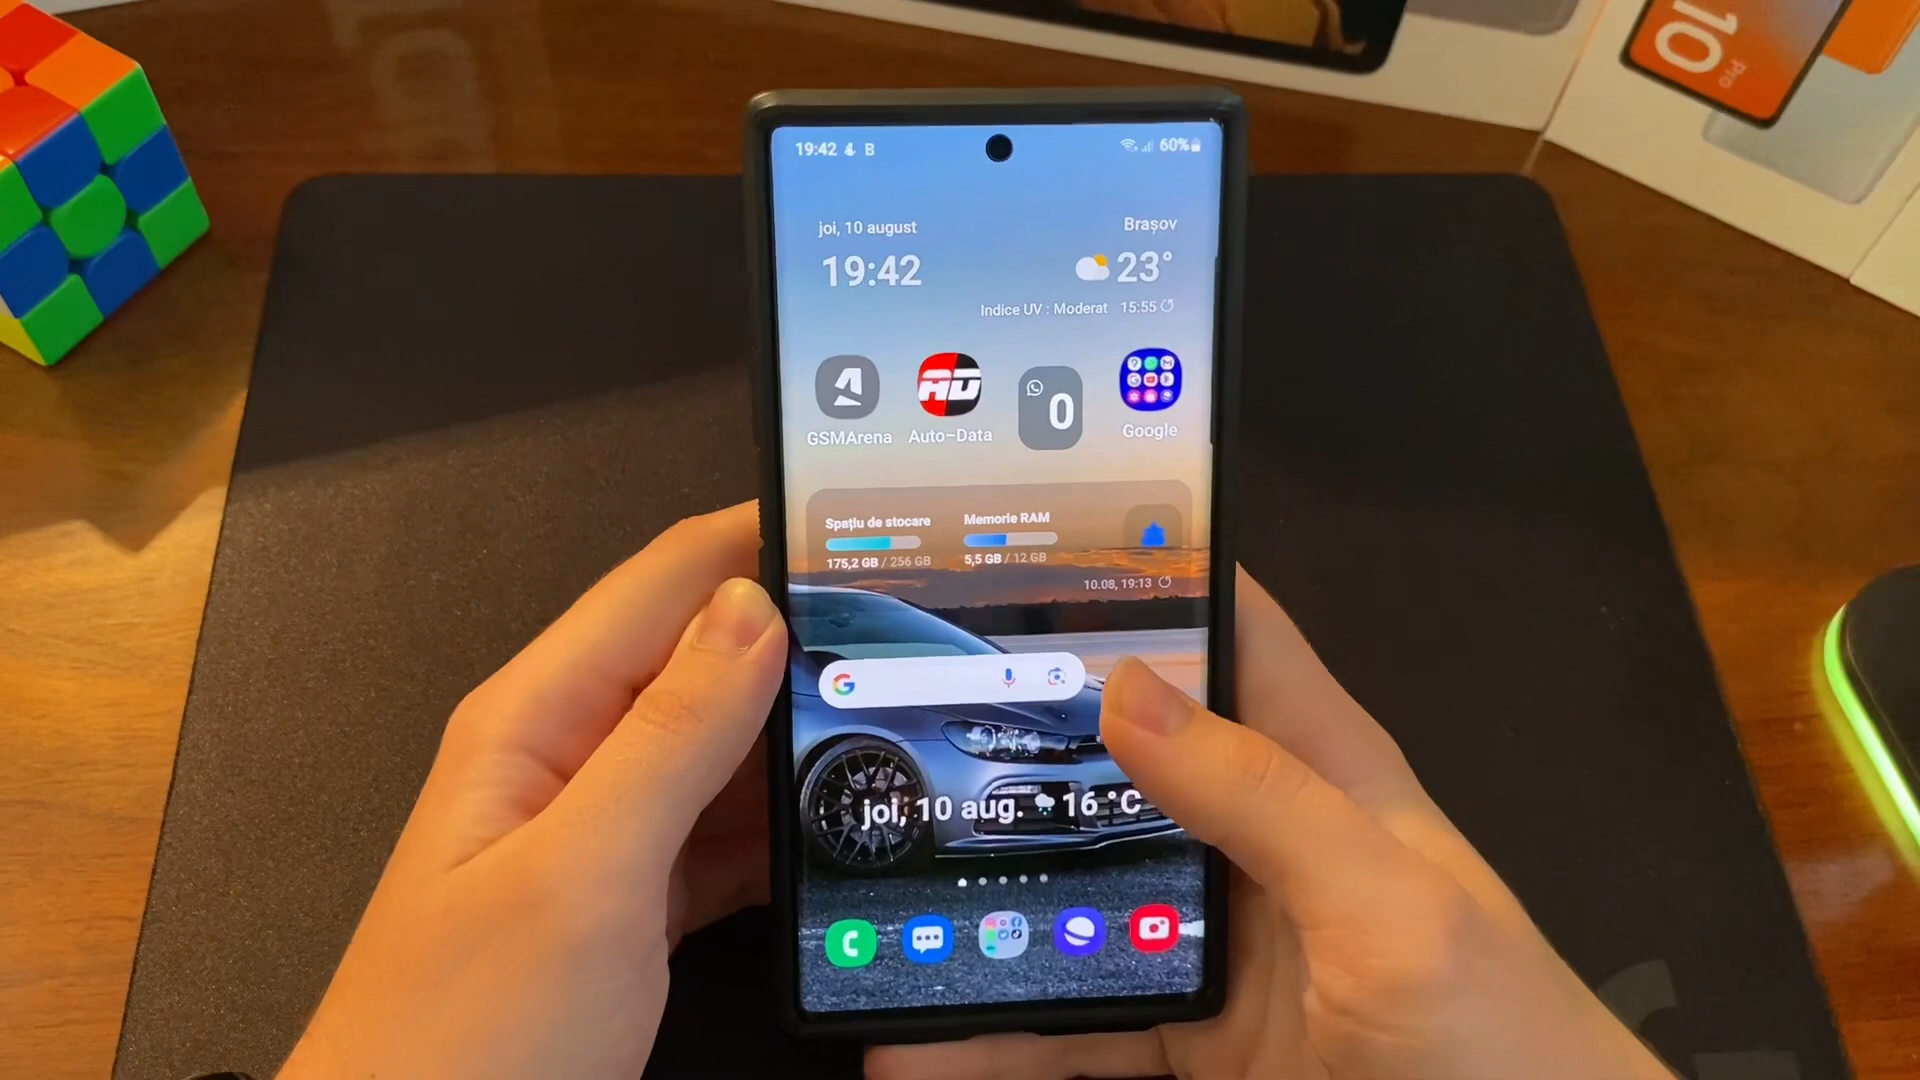 10
Pro
19:42 B
60%
joi, 10 august
Brașov
19:42
23°
Indice UV : Moderat 15:55
GSMArena
AD
Auto-Data
0
Google
Spațiu de stocare
Memorie RAM
175,2 GB / 256 GB
5,5 GB / 12 GB
10.08, 19:13
G
joi, 10 aug. 16 °C